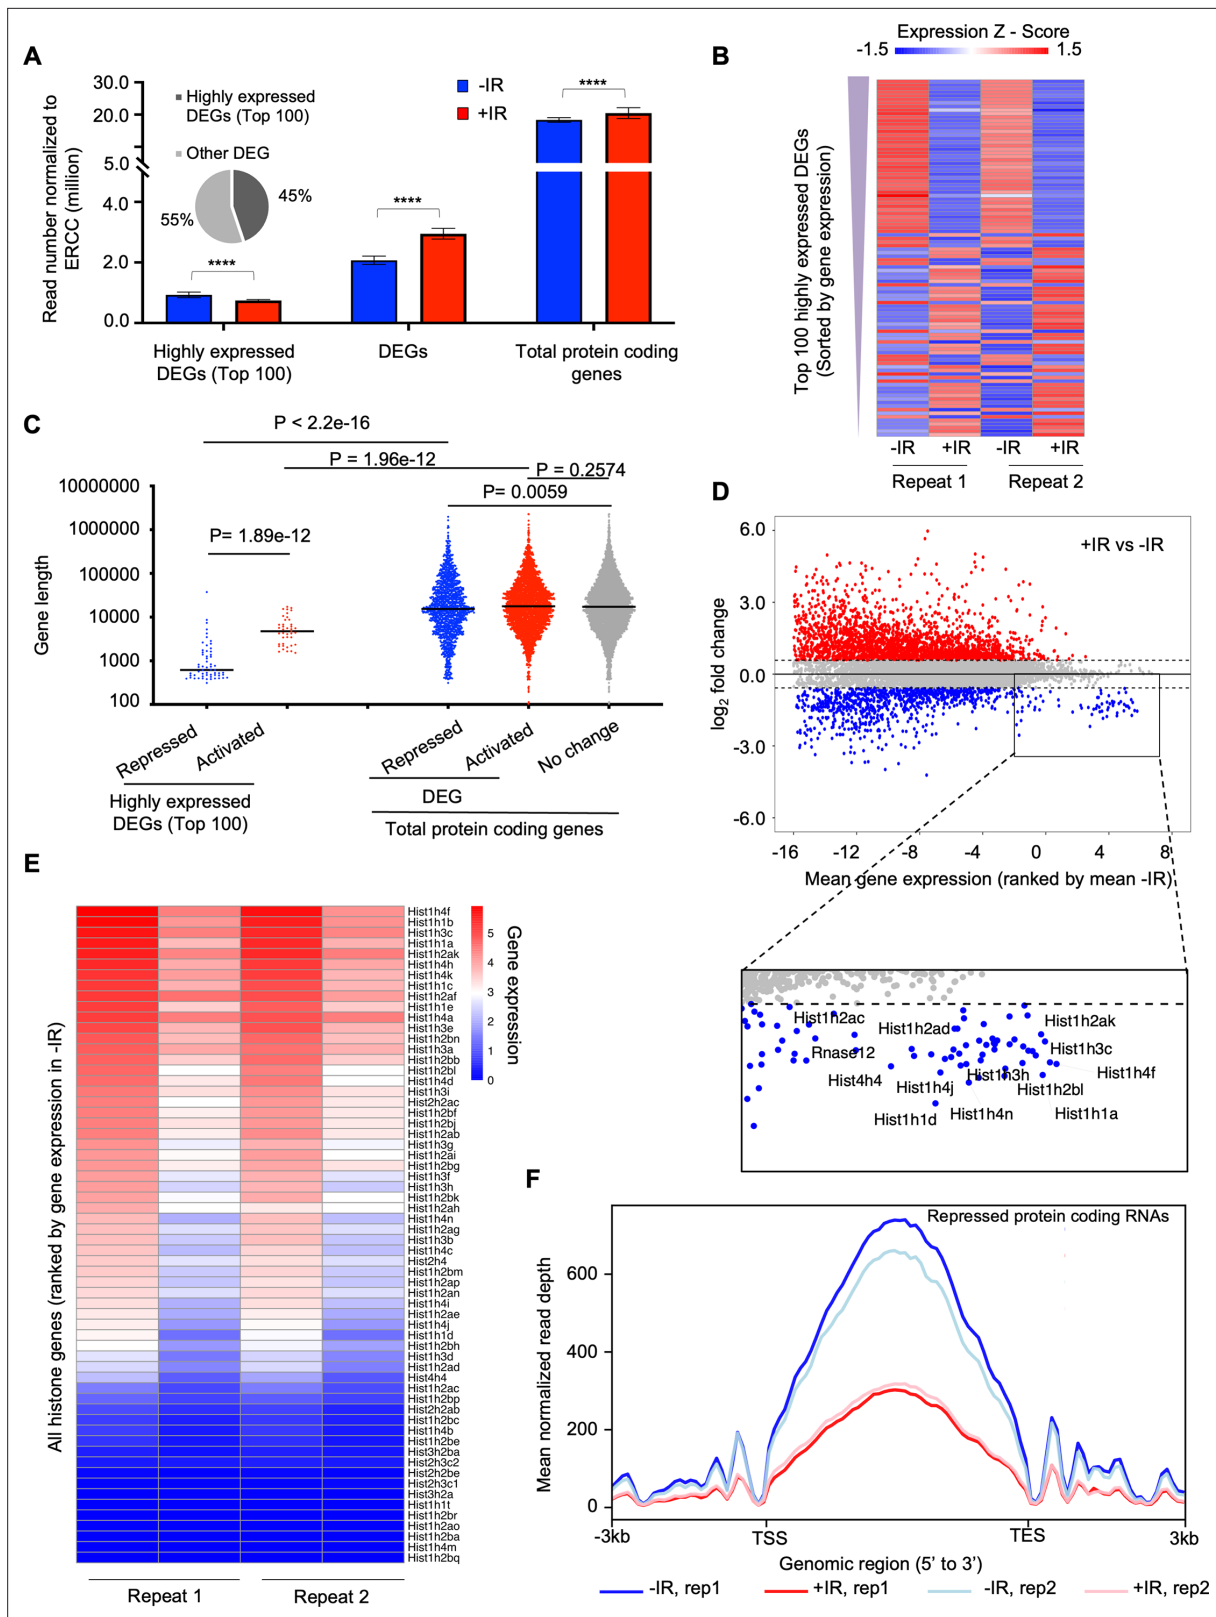 A
Read number normalized to
ERCC (million)
30.0
20.0
5.0
4.0
2.0
0.0
Highly expressed
DEGs (Top 100)
Other DEG
45%
55%
-IR
+IR
****
****
****
Highly expressed
DEGs (Top 100)
DEGs
Total protein coding
genes
B
Expression Z - Score
-1.5
1.5
Top 100 highly expressed DEGs
(Sorted by gene expression)
-IR
+IR
-IR
+IR
Repeat 1
Repeat 2
C
P < 2.2e-16
P = 1.96e-12
P = 0.2574
P= 0.0059
P= 1.89e-12
Gene length
10000000
1000000
100000
10000
1000
100
Repressed
Activated
Repressed
Activated
No change
Highly expressed
DEGs (Top 100)
DEG
Total protein coding genes
D
+IR vs -IR
log2 fold change
6.0
3.0
0.0
-3.0
-6.0
-16
-12
-8
-4
0
4
8
Mean gene expression (ranked by mean -IR)
Hist1h2ac
Hist1h2ad
Hist1h2ak
Rnase12
Hist1h3c
Hist4h4
Hist1h4j
Hist1h3h
Hist1h4f
Hist1h2bl
Hist1h1d
Hist1h4n
Hist1h1a
E
All histone genes (ranked by gene expression in -IR)
Hist1h4f
Hist1h1b
Hist1h3c
Hist1h1a
Hist1h2ak
Hist1h4h
Hist1h4k
Hist1h1c
Hist1h2af
Hist1h1e
Hist1h4a
Hist1h3e
Hist1h2bn
Hist1h3a
Hist1h2bb
Hist1h2bl
Hist1h4d
Hist1h3i
Hist2h2ac
Hist1h2bf
Hist1h2bj
Hist1h2ab
Hist1h3g
Hist1h2ai
Hist1h2bg
Hist1h3f
Hist1h3h
Hist1h2bk
Hist1h2ah
Hist1h4n
Hist1h2ag
Hist1h3b
Hist1h4c
Hist2h4
Hist1h2bm
Hist1h2ap
Hist1h2an
Hist1h4i
Hist1h2ae
Hist1h4j
Hist1h1d
Hist1h2bh
Hist1h3d
Hist1h2ad
Hist4h4
Hist1h2ac
Hist1h2bp
Hist2h2ab
Hist1h2bc
Hist1h4b
Hist1h2be
Hist3h2ba
Hist2h3c2
Hist2h2be
Hist2h3c1
Hist3h2a
Hist1h1t
Hist1h2br
Hist1h2ao
Hist1h2ba
Hist1h4m
Hist1h2bq
5
4
3
2
1
0
Gene expression
Repeat 1
Repeat 2
F
Repressed protein coding RNAs
Mean normalized read depth
600
400
200
0
-3kb
TSS
TES
3kb
Genomic region (5' to 3')
-IR, rep1
+IR, rep1
-IR, rep2
+IR, rep2